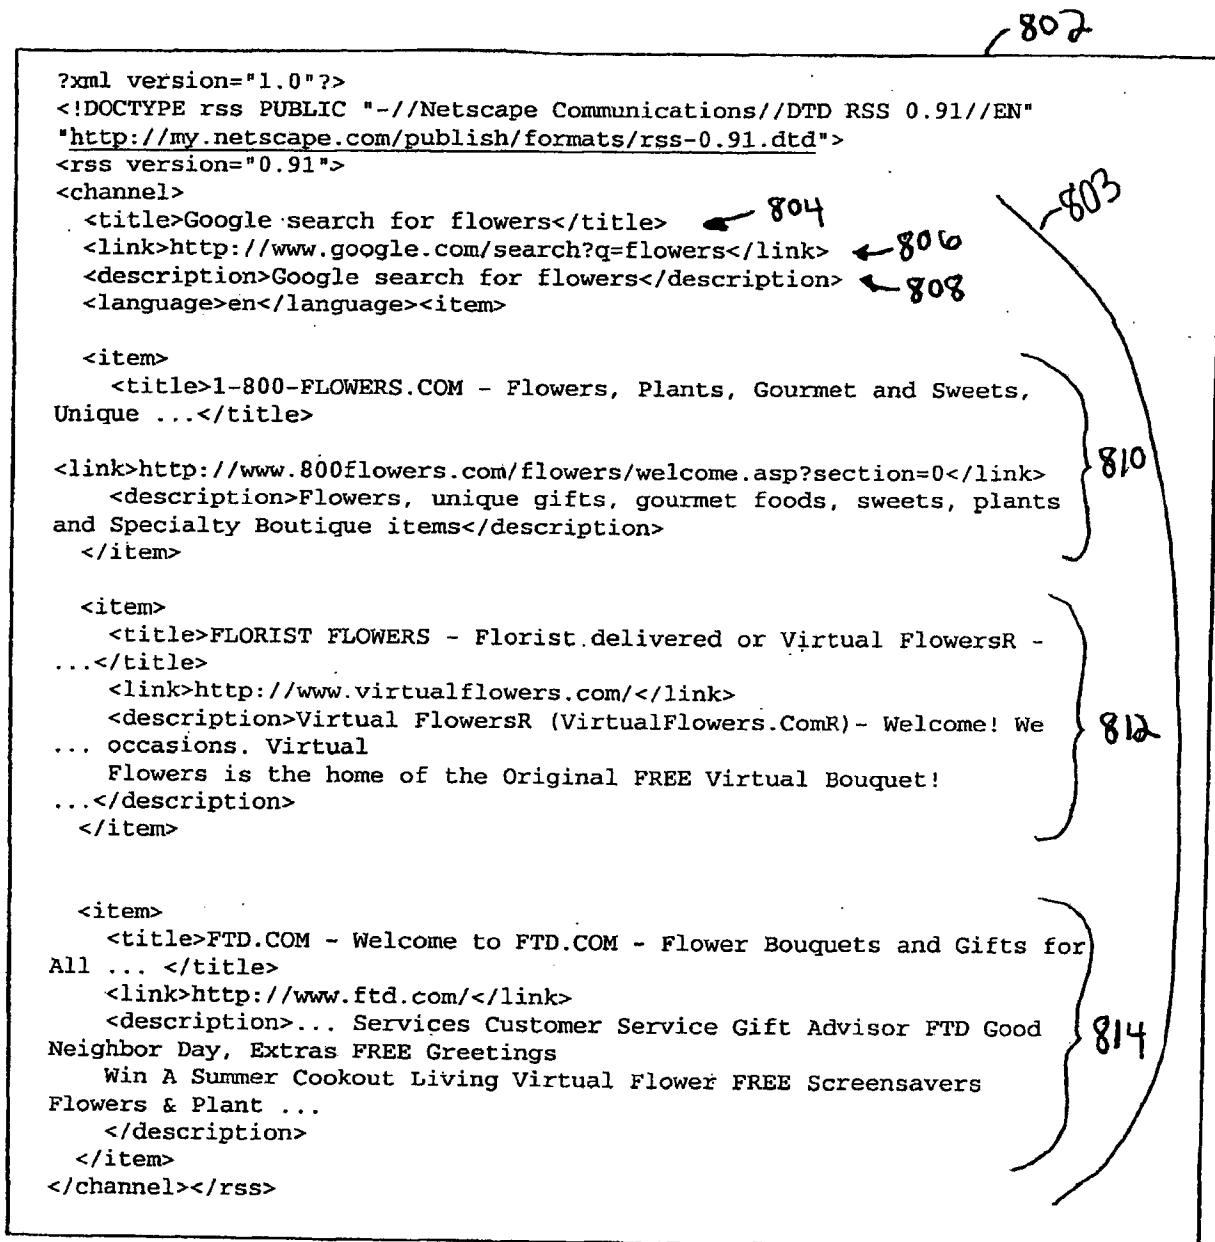 802
?xml version="1.0"?>
<!DOCTYPE rss PUBLIC "-//Netscape Communications//DTD RSS 0.91//EN"
"http://my.netscape.com/publish/formats/rss-0.91.dtd">
<rss version="0.91">
<channel>
803
<title>Google search for flowers</title> 804
<link>http://www.google.com/search?q=flowers</link> 806
<description>Google search for flowers</description> 808
<language>en</language><item>
<item>
<title>1-800-FLOWERS.COM - Flowers, Plants, Gourmet and Sweets,
Unique ...</title>
<link>http://www.800flowers.com/flowers/welcome.asp?section=0</link> 810
<description>Flowers, unique gifts, gourmet foods, sweets, plants
and Specialty Boutique items</description>
</item>
<item>
<title>FLORIST FLOWERS - Florist delivered or Virtual FlowersR -
...</title>
<link>http://www.virtualflowers.com/</link>
<description>Virtual FlowersR (VirtualFlowers.ComR)- Welcome! We 812
... occasions. Virtual
Flowers is the home of the Original FREE Virtual Bouquet!
...</description>
</item>
<item>
<title>FTD.COM - Welcome to FTD.COM - Flower Bouquets and Gifts for
All ... </title>
<link>http://www.ftd.com/</link>
<description>... Services Customer Service Gift Advisor FTD Good 814
Neighbor Day, Extras FREE Greetings
Win A Summer Cookout Living Virtual Flower FREE Screensavers
Flowers & Plant ...
</description>
</item>
</channel></rss>